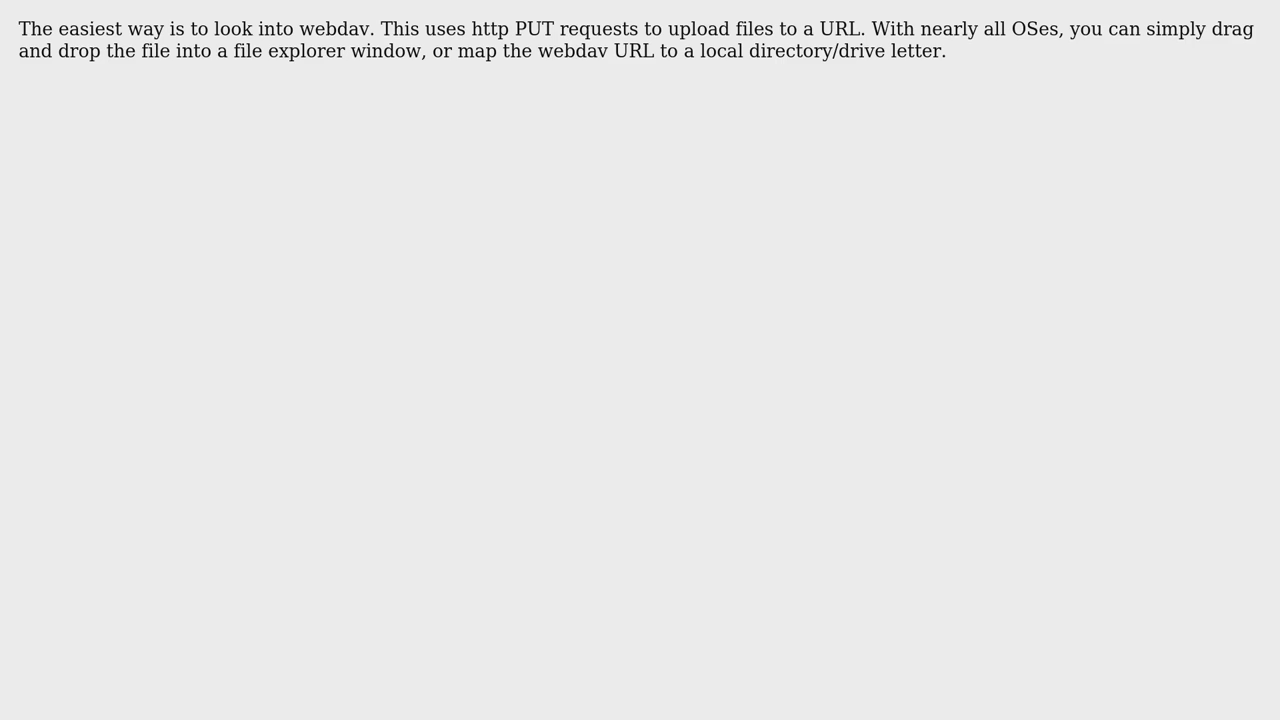 The easiest way is to look into webdav. This uses http PUT requests to upload files to a URL. With nearly all OSes, you can simply drag
and drop the file into a file explorer window, or map the webdav URL to a local directory/drive letter.